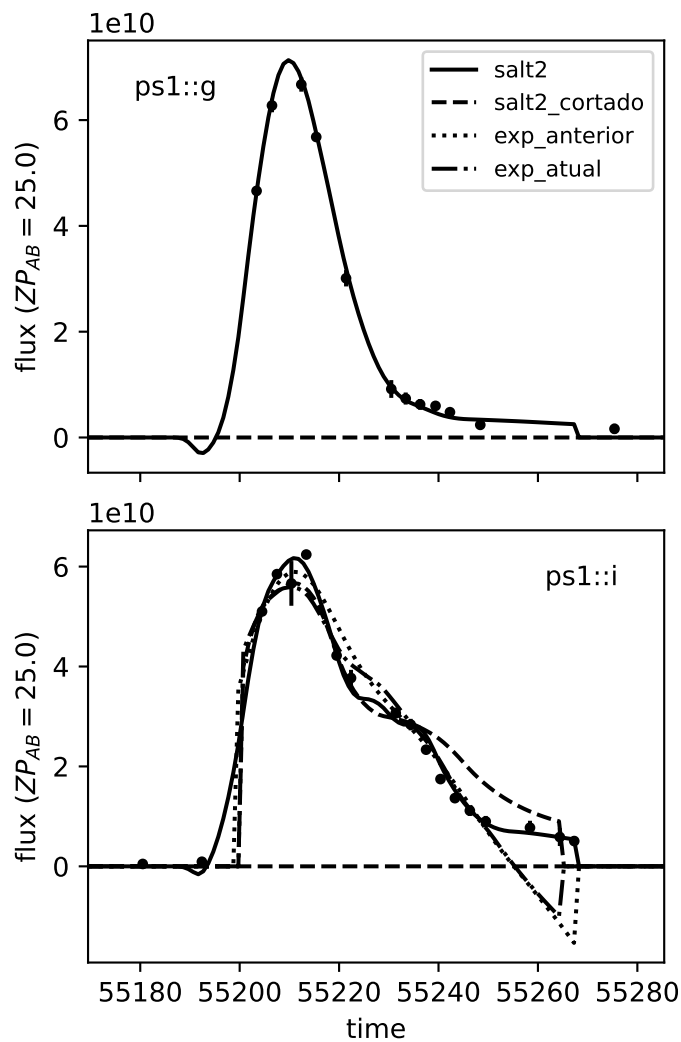 1e10
ps1::g
salt2
salt2_cortado
exp_anterior
exp_atual
flux (ZP_AB = 25.0)
6
4
2
0
1e10
ps1::i
flux (ZP_AB = 25.0)
6
4
2
0
55180 55200 55220 55240 55260 55280
time